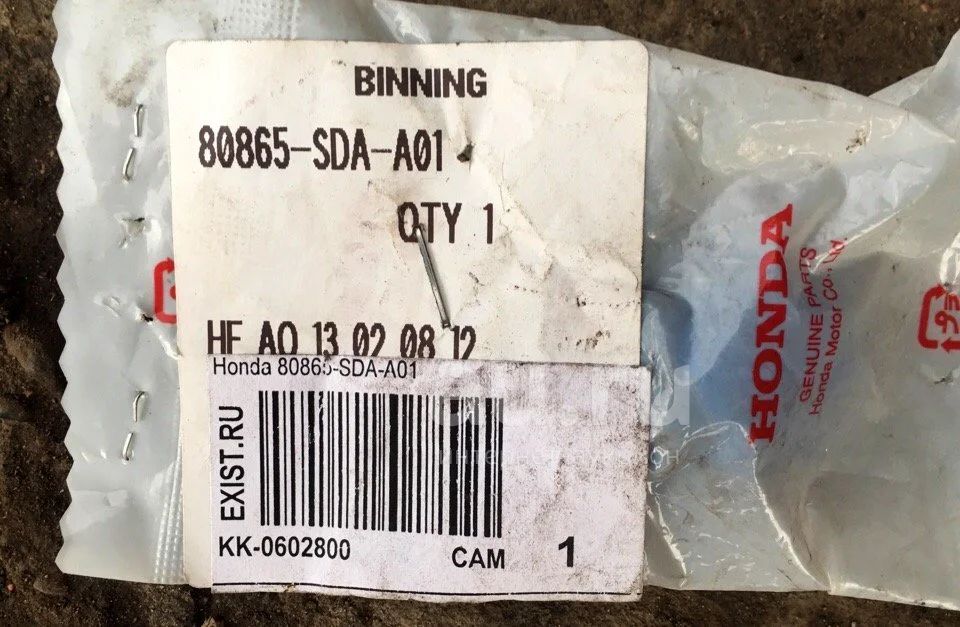 BINNING
80865-SDA-A01
QTY 1
HE AO 13 02 08 12
Honda 80865-SDA-A01
EXIST.RU
KK-0602800
CAM 1
HONDA
GENUINE PARTS
Honda Motor Co., Ltd.